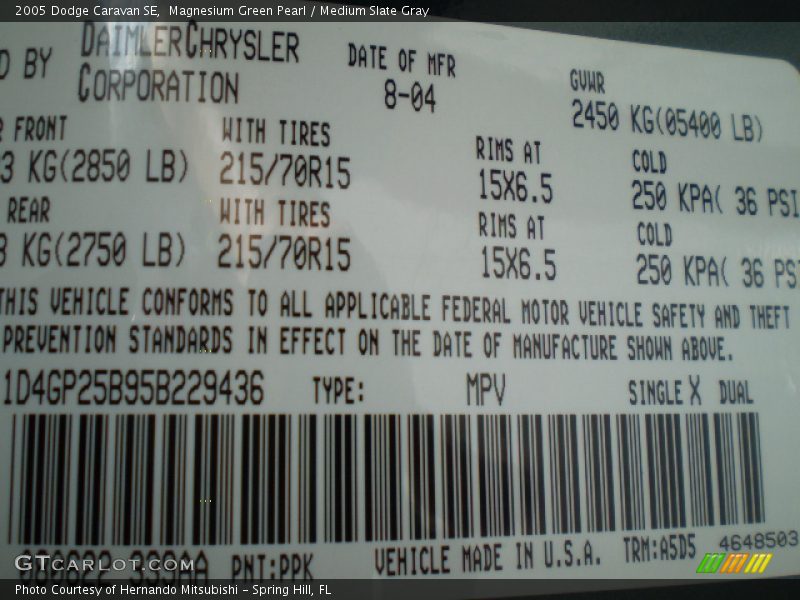 2005 Dodge Caravan SE, Magnesium Green Pearl / Medium Slate Gray
D BY DAIMLERCHRYSLER CORPORATION DATE OF MFR 8-04 GVWR 2450 KG(05400 LB)
FRONT WITH TIRES RIMS AT COLD
3 KG(2850 LB) 215/70R15 15X6.5 250 KPA( 36 PSI
REAR WITH TIRES RIMS AT COLD
KG(2750 LB) 215/70R15 15X6.5 250 KPA( 36 PSI
THIS VEHICLE CONFORMS TO ALL APPLICABLE FEDERAL MOTOR VEHICLE SAFETY AND THEFT
PREVENTION STANDARDS IN EFFECT ON THE DATE OF MANUFACTURE SHOWN ABOVE.
1D4GP25B95B229436 TYPE: MPV SINGLE X DUAL
PNT:PPK VEHICLE MADE IN U.S.A. TRM:A5D5 4648503
GTcarlot.com
Photo Courtesy of Hernando Mitsubishi – Spring Hill, FL